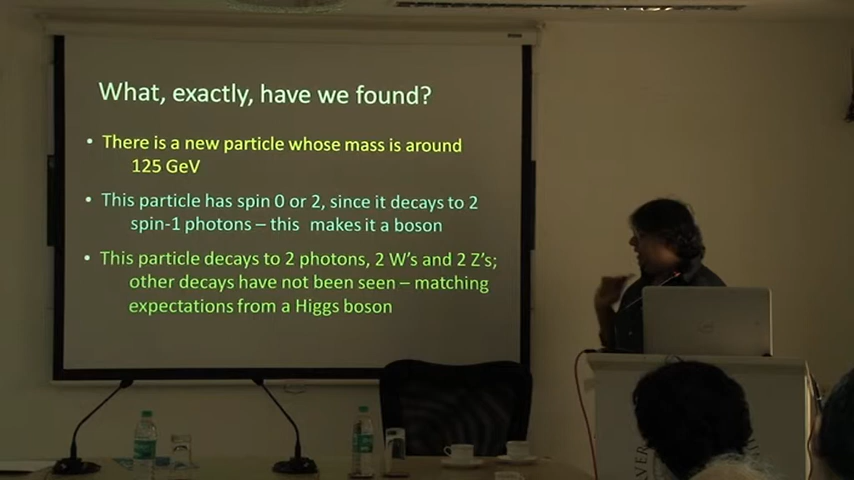 What, exactly, have we found?
• There is a new particle whose mass is around
125 GeV
• This particle has spin 0 or 2, since it decays to 2
spin-1 photons – this makes it a boson
• This particle decays to 2 photons, 2 W's and 2 Z's;
other decays have not been seen – matching
expectations from a Higgs boson